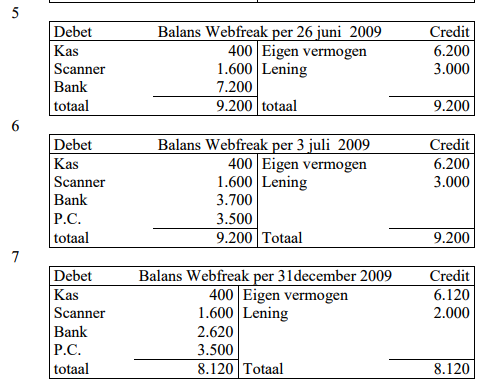 5
Debet Balans Webfreak per 26 juni 2009 Credit
Kas 400 Eigen vermogen 6.200
Scanner 1.600 Lening 3.000
Bank 7.200
totaal 9.200 totaal 9.200
6
Debet Balans Webfreak per 3 juli 2009 Credit
Kas 400 Eigen vermogen 6.200
Scanner 1.600 Lening 3.000
Bank 3.700
P.C. 3.500
totaal 9.200 Totaal 9.200
7
Debet Balans Webfreak per 31december 2009 Credit
Kas 400 Eigen vermogen 6.120
Scanner 1.600 Lening 2.000
Bank 2.620
P.C. 3.500
totaal 8.120 Totaal 8.120